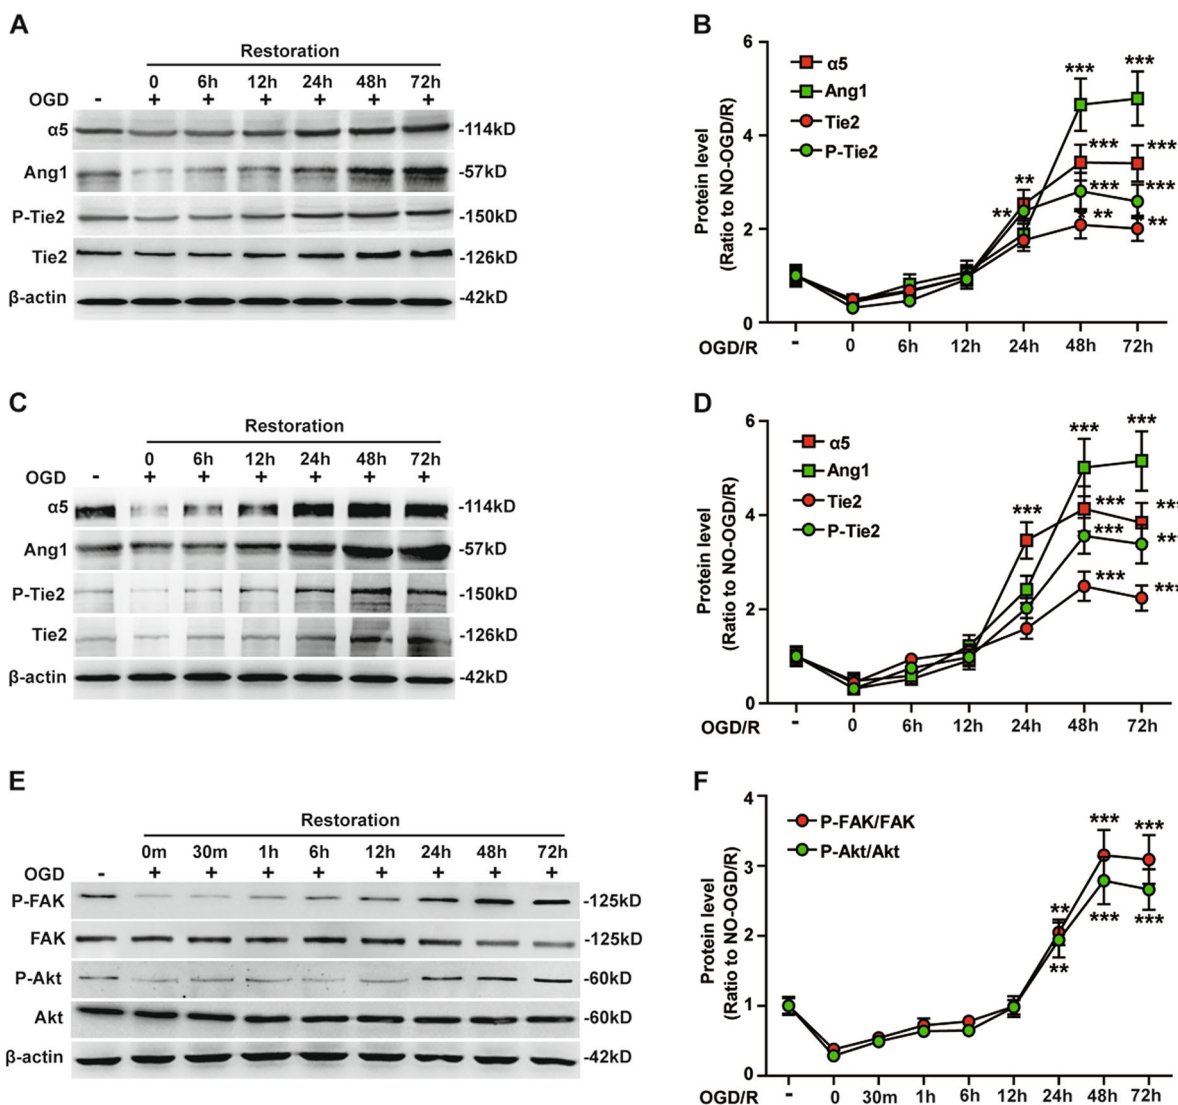 A
Restoration
0 6h 12h 24h 48h 72h
OGD - + + + + + +
α5 -114kD
Ang1 -57kD
P-Tie2 -150kD
Tie2 -126kD
β-actin -42kD
B
Protein level
(Ratio to NO-OGD/R)
6
4
2
0
α5
Ang1
Tie2
P-Tie2
*** ***
*** ***
** *** ***
** * ** **
OGD/R - 0 6h 12h 24h 48h 72h
C
Restoration
0 6h 12h 24h 48h 72h
OGD - + + + + + +
α5 -114kD
Ang1 -57kD
P-Tie2 -150kD
Tie2 -126kD
β-actin -42kD
D
Protein level
(Ratio to NO-OGD/R)
6
4
2
0
α5
Ang1
Tie2
P-Tie2
*** ***
*** *** ***
*** ***
*** ***
OGD/R - 0 6h 12h 24h 48h 72h
E
Restoration
0m 30m 1h 6h 12h 24h 48h 72h
OGD - + + + + + + + +
P-FAK -125kD
FAK -125kD
P-Akt -60kD
Akt -60kD
β-actin -42kD
F
Protein level
(Ratio to NO-OGD/R)
4
3
2
1
0
P-FAK/FAK
P-Akt/Akt
*** ***
**
*** ***
**
OGD/R - 0 30m 1h 6h 12h 24h 48h 72h